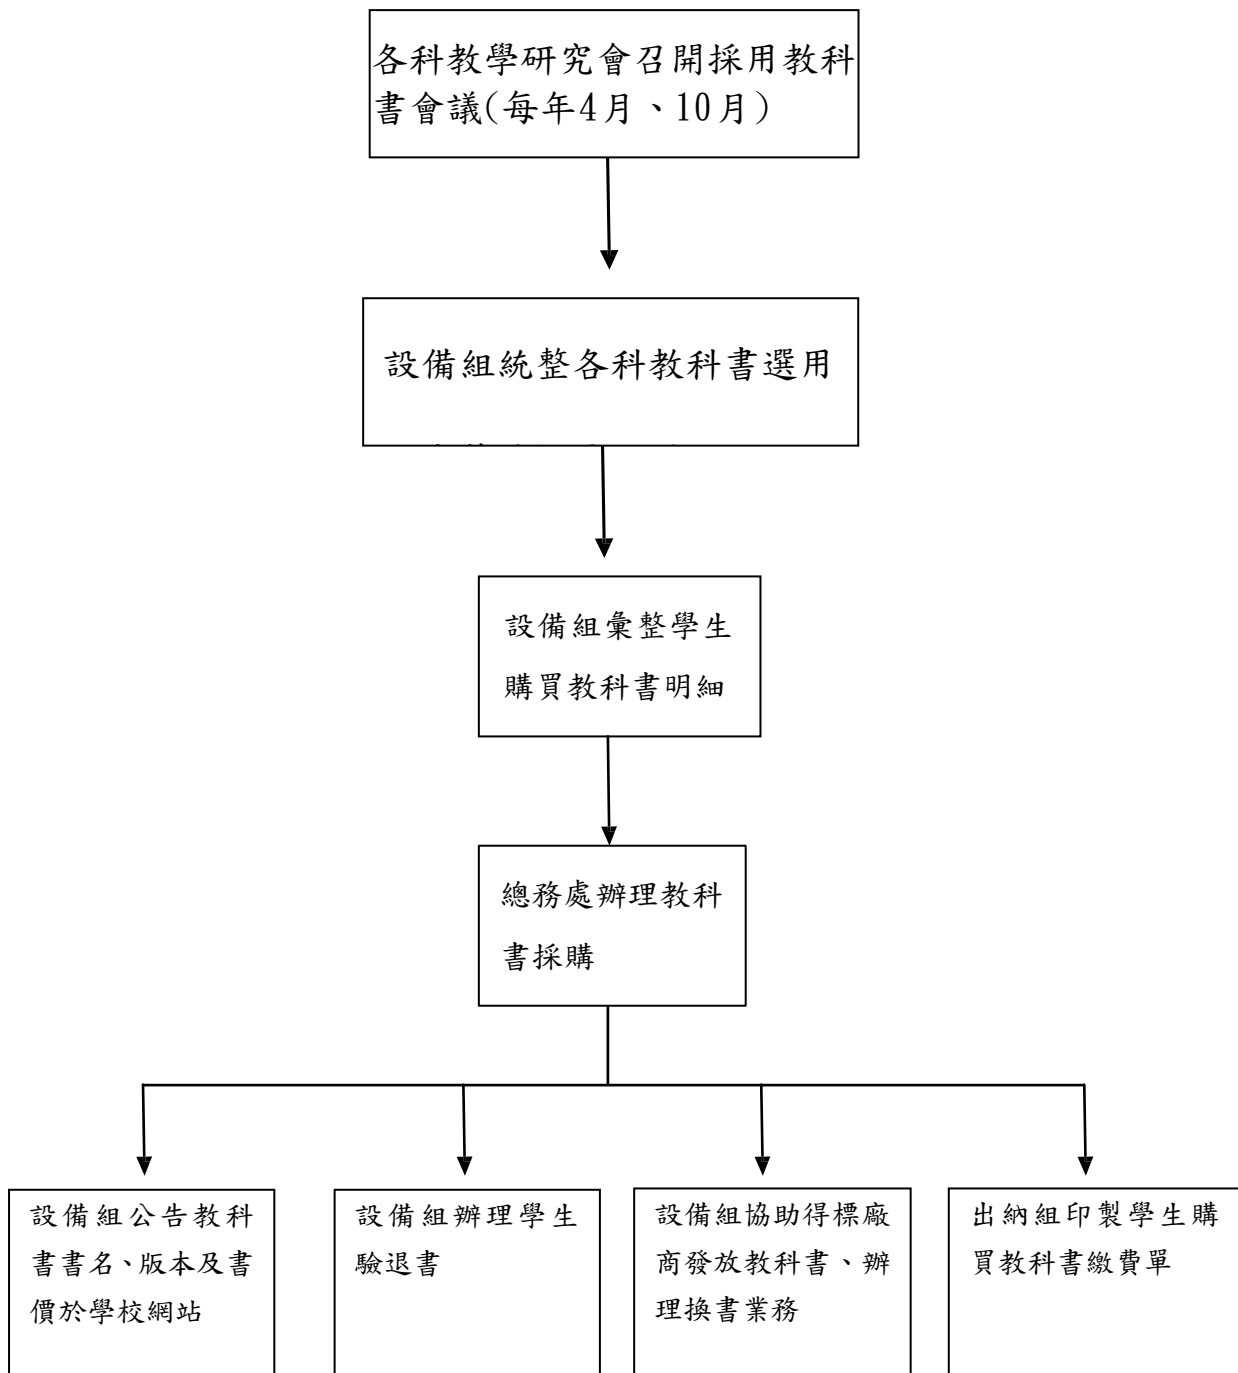 各科教學研究會召開採用教科
書會議(每年4月、10月)
設備組統整各科教科書選用
設備組彙整學生
購買教科書明細
總務處辦理教科
書採購
設備組公告教科
書書名、版本及書
價於學校網站
設備組辦理學生
驗退書
設備組協助得標廠
商發放教科書、辦
理換書業務
出納組印製學生購
買教科書繳費單